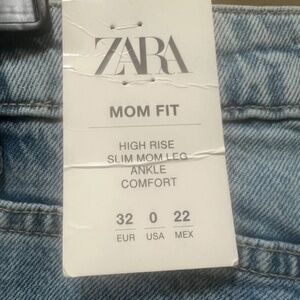 ZARA
MOM FIT
HIGH RISE
SLIM MOM LEG
ANKLE
COMFORT
32 0 22
EUR USA MEX